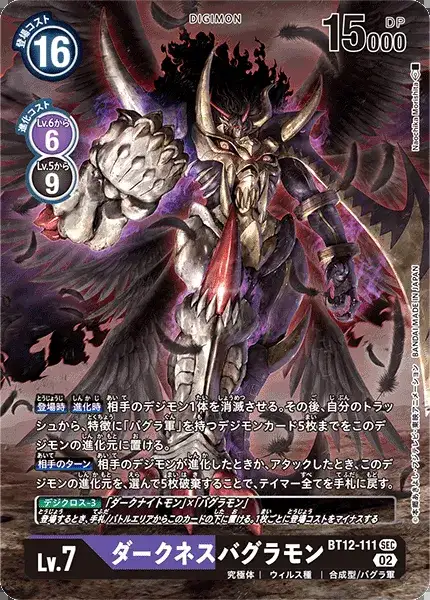 登場コスト
16
DIGIMON
15000
DP
進化コスト
Lv.6から
6
Lv.5から
9
Naochika Morishita
BANDAI MADE IN JAPAN
登場時 進化時 相手のデジモン1体を消滅させる。その後、自分のトラッ
シュから、特徴に「バグラ軍」を持つデジモンカード5枚までをこのデ
ジモンの進化元に置ける。
相手のターン 相手のデジモンが進化したときか、アタックしたとき、このデ
ジモンの進化元を、選んで5枚破棄することで、テイマー全てを手札に戻す。
デジクロス-3 「ダークナイトモン」×「バグラモン」
登場するとき、手札/バトルエリアからこのカードの下に置ける。1枚ごとに登場コストをマイナスする
Lv.7
ダークネスバグラモン
BT12-111 SEC
02
究極体 | ウィルス種 | 合成型/バグラ軍